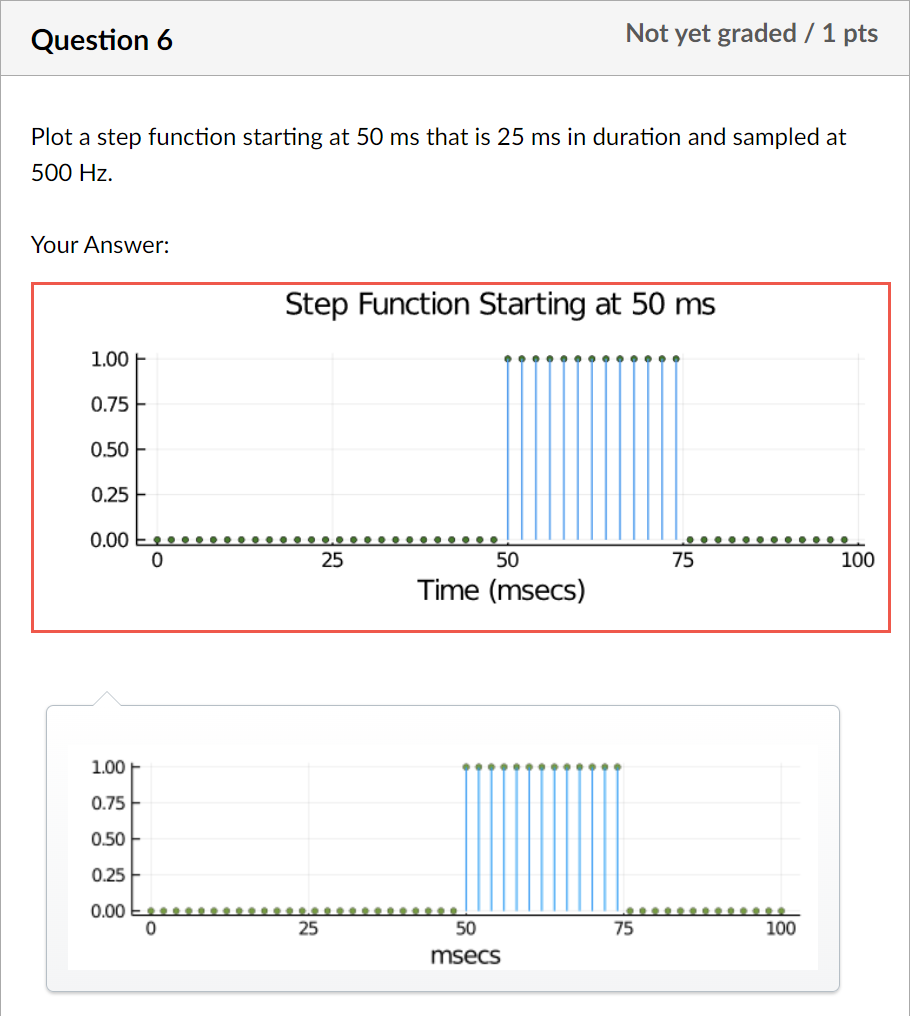 Question 6
Not yet graded / 1 pts
Plot a step function starting at 50 ms that is 25 ms in duration and sampled at
500 Hz.
Your Answer:
Step Function Starting at 50 ms
1.00
0.75
0.50
0.25
0.00
0 25 50 75 100
Time (msecs)
1.00
0.75
0.50
0.25
0.00
0 25 50 75 100
msecs